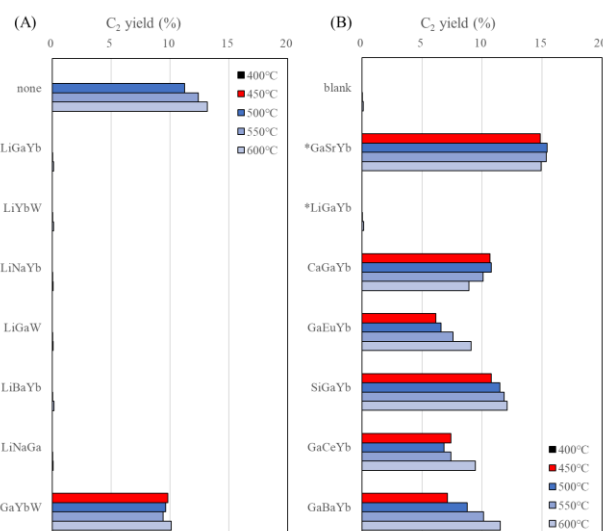 (A)
C₂ yield (%)
0 5 10 15 20
none
LiGaYb
LiYbW
LiNaYb
LiGaW
LiBaYb
LiNaGa
GaYbW
400℃
450℃
500℃
550℃
600℃
(B)
C₂ yield (%)
0 5 10 15 20
blank
*GaSrYb
*LiGaYb
CaGaYb
GaEuYb
SiGaYb
GaCeYb
GaBaYb
400℃
450℃
500℃
550℃
600℃